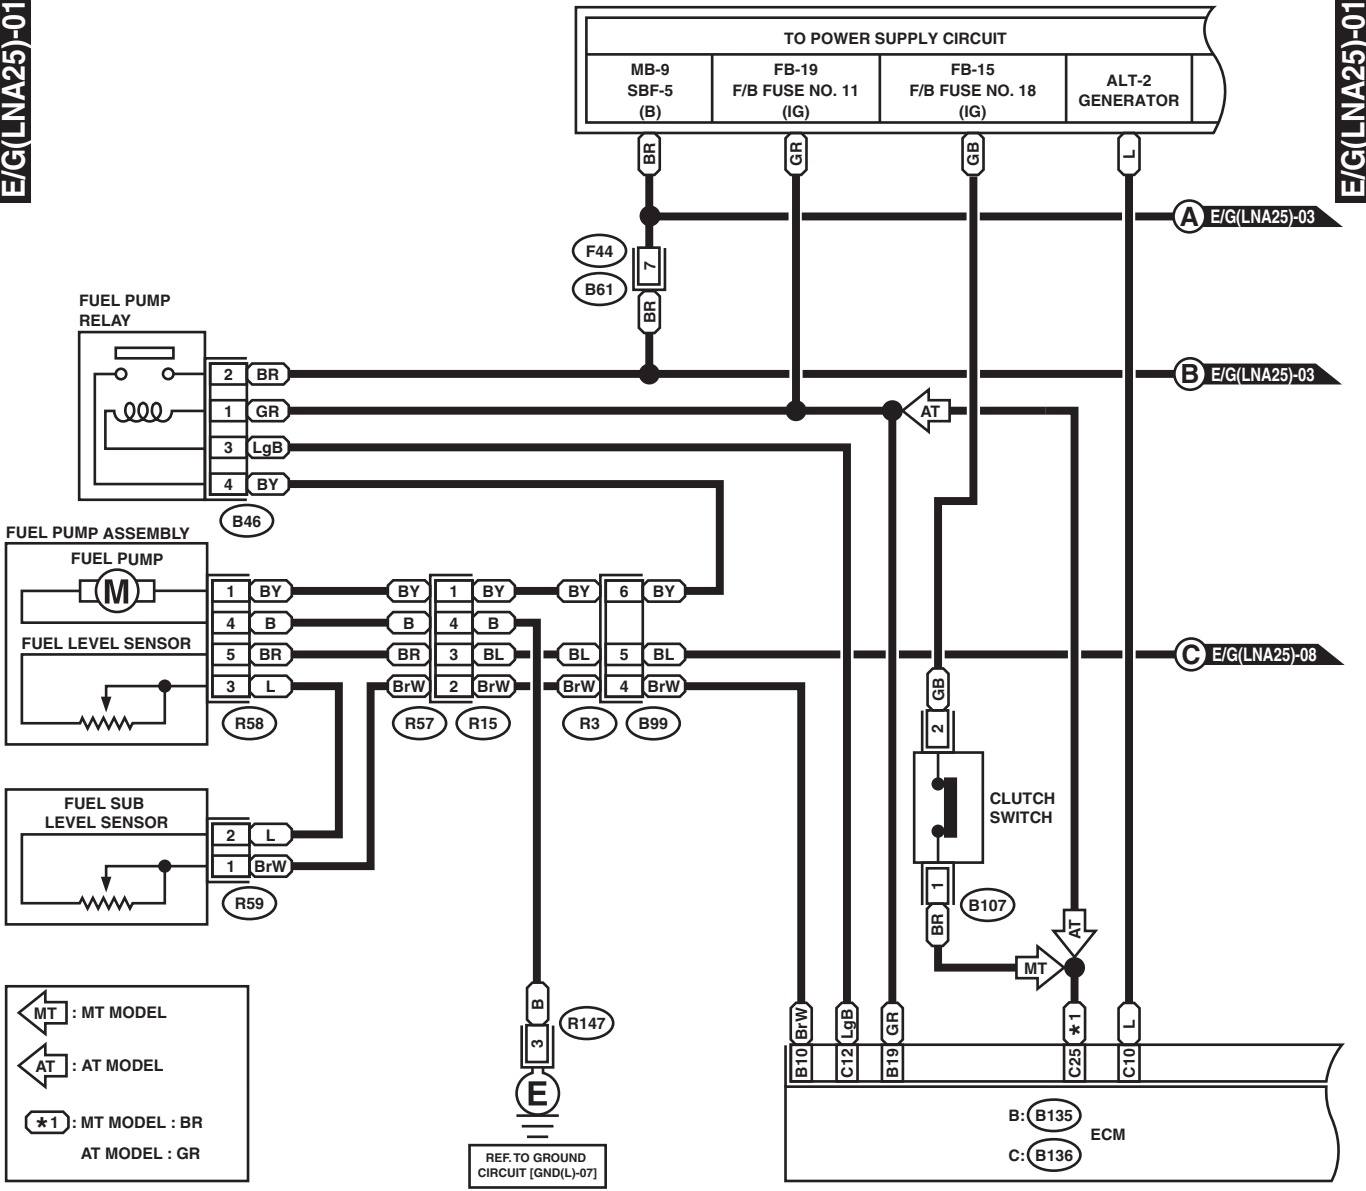 E/G(LNA25)-01
E/G(LNA25)-01
TO POWER SUPPLY CIRCUIT
MB-9
SBF-5
(B)
FB-19
F/B FUSE NO. 11
(IG)
FB-15
F/B FUSE NO. 18
(IG)
ALT-2
GENERATOR
BR
GR
GB
L
A E/G(LNA25)-03
F44
B61
7
BR
B E/G(LNA25)-03
FUEL PUMP
RELAY
2 BR
1 GR
AT
3 LgB
4 BY
B46
FUEL PUMP ASSEMBLY
FUEL PUMP
M
1 BY BY 1 BY BY 6 BY
4 B B 4 B
FUEL LEVEL SENSOR
5 BR BR 3 BL BL 5 BL
C E/G(LNA25)-08
3 L BrW 2 BrW BrW 4 BrW
R58 R57 R15 R3 B99
GB
2
CLUTCH
SWITCH
1
B107
BR
AT
MT
FUEL SUB
LEVEL SENSOR
2 L
1 BrW
R59
MT : MT MODEL
AT : AT MODEL
*1 : MT MODEL : BR
AT MODEL : GR
B
R147
3
E
REF. TO GROUND
CIRCUIT [GND(L)-07]
BrW LgB GR *1 L
B10 C12 B19 C25 C10
B: B135
ECM
C: B136